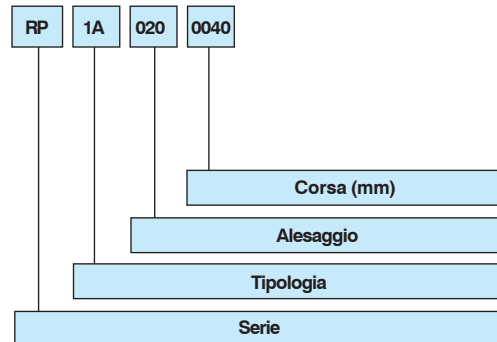 RP 1A 020 0040
Corsa (mm)
Alesaggio
Tipologia
Serie